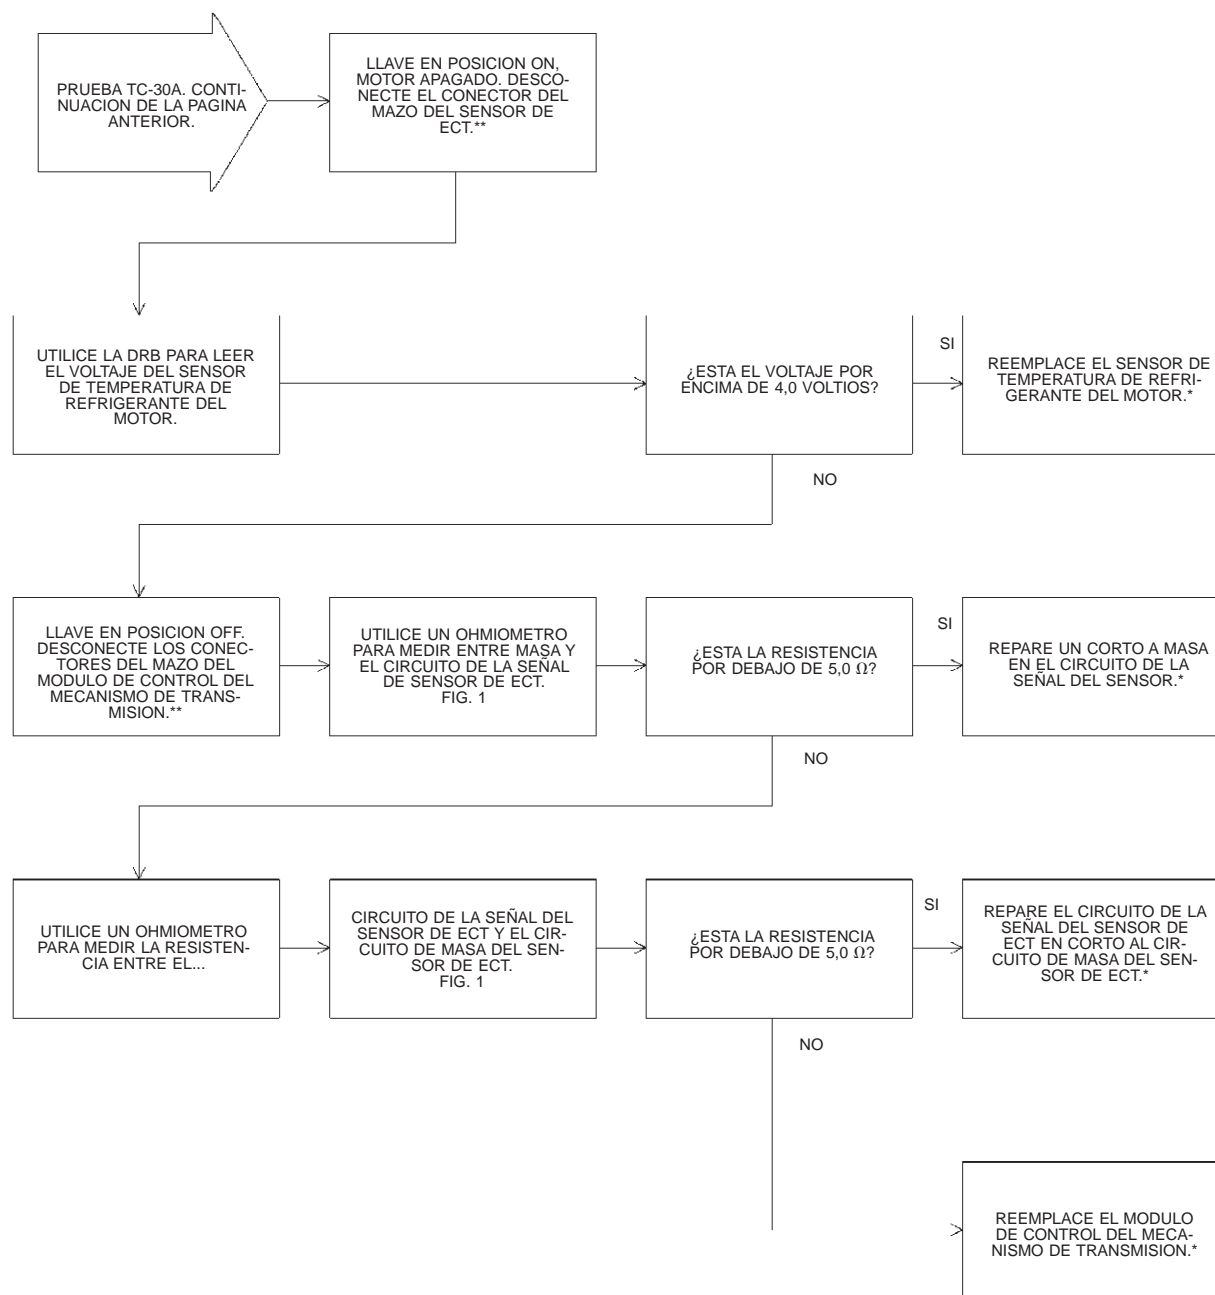 PRUEBA TC-30A. CONTI-
NUACION DE LA PAGINA
ANTERIOR.
LLAVE EN POSICION ON,
MOTOR APAGADO. DESCO-
NECTE EL CONECTOR DEL
MAZO DEL SENSOR DE
ECT.**
UTILICE LA DRB PARA LEER
EL VOLTAJE DEL SENSOR
DE TEMPERATURA DE
REFRIGERANTE DEL
MOTOR.
¿ESTA EL VOLTAJE POR
ENCIMA DE 4,0 VOLTIOS?
SI
REEMPLACE EL SENSOR DE
TEMPERATURA DE REFRI-
GERANTE DEL MOTOR.*
NO
LLAVE EN POSICION OFF.
DESCONECTE LOS CONEC-
TORES DEL MAZO DEL
MODULO DE CONTROL DEL
MECANISMO DE TRANS-
MISION.**
UTILICE UN OHMIOMETRO
PARA MEDIR ENTRE MASA Y
EL CIRCUITO DE LA SEÑAL
DE SENSOR DE ECT.
FIG. 1
¿ESTA LA RESISTENCIA
POR DEBAJO DE 5,0 Ω?
SI
REPARE UN CORTO A MASA
EN EL CIRCUITO DE LA
SEÑAL DEL SENSOR.*
NO
UTILICE UN OHMIOMETRO
PARA MEDIR LA RESISTEN-
CIA ENTRE EL...
CIRCUITO DE LA SEÑAL DEL
SENSOR DE ECT Y EL CIR-
CUITO DE MASA DEL SEN-
SOR DE ECT.
FIG. 1
¿ESTA LA RESISTENCIA
POR DEBAJO DE 5,0 Ω?
SI
REPARE EL CIRCUITO DE LA
SEÑAL DEL SENSOR DE
ECT EN CORTO AL CIR-
CUITO DE MASA DEL SEN-
SOR DE ECT.*
NO
REEMPLACE EL MODULO
DE CONTROL DEL MECA-
NISMO DE TRANSMISION.*